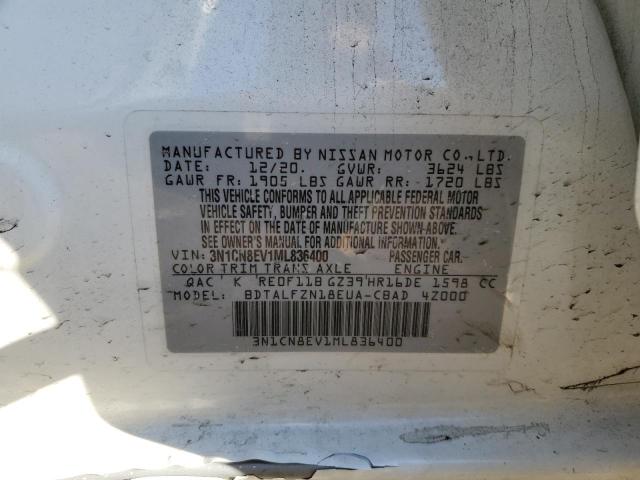 MANUFACTURED BY NISSAN MOTOR CO., LTD.
12/20. GVWR: 3624 LBS
GAWR FR: 1905 LBS GAWR RR: 1720 LBS
THIS VEHICLE CONFORMS TO ALL APPLICABLE FEDERAL MOTOR
VEHICLE SAFETY, BUMPER AND THEFT PREVENTION STANDARDS
IN EFFECT ON THE DATE OF MANUFACTURE SHOWN ABOVE.
SEE OWNER'S MANUAL FOR ADDITIONAL INFORMATION.
VIN: 3N1CN8EV1ML836400 PASSENGER CAR.
COLOR TRIM TRANS AXLE ENGINE
QAC K RE0F11B GZ39 HR16DE 1598 CC
MODEL: BDTALFZN18EUA-CBAD 4Z000
3N1CN8EV1ML836400